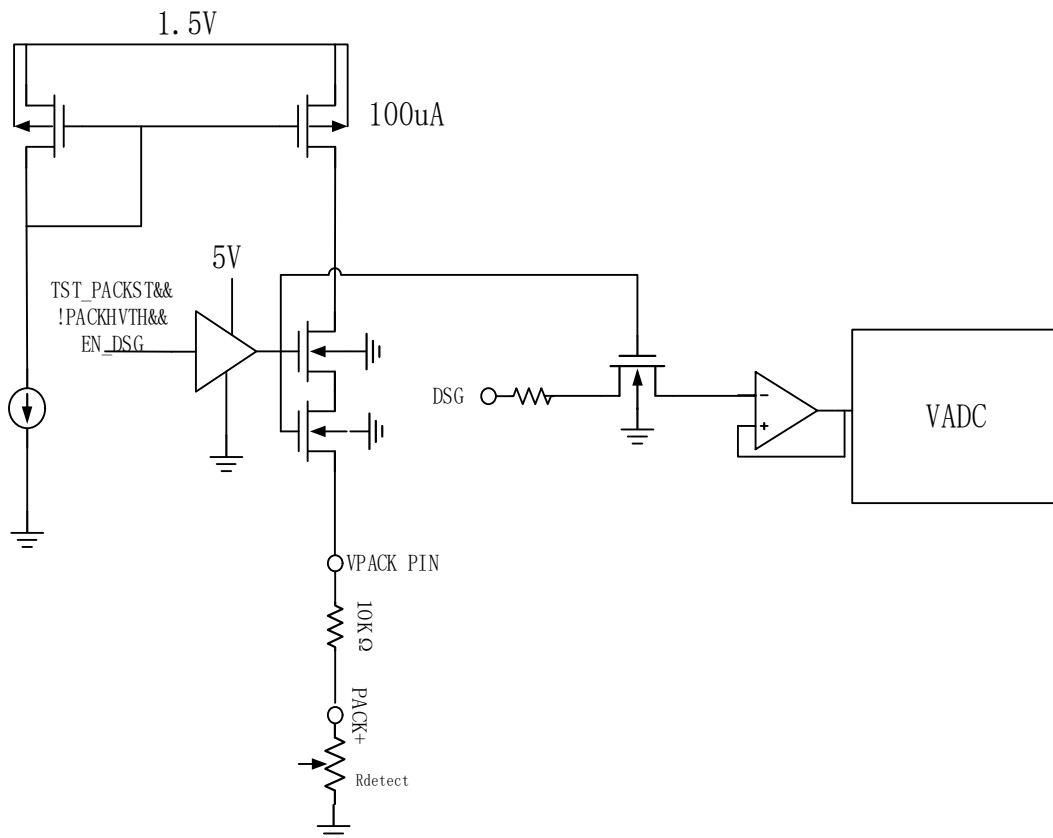 1.5V
100uA
5V
TST_PACKST&&
!PACKHVTH&&
EN_DSG
DSG
VADC
VPACK PIN
10KΩ
PACK+
Rdetect